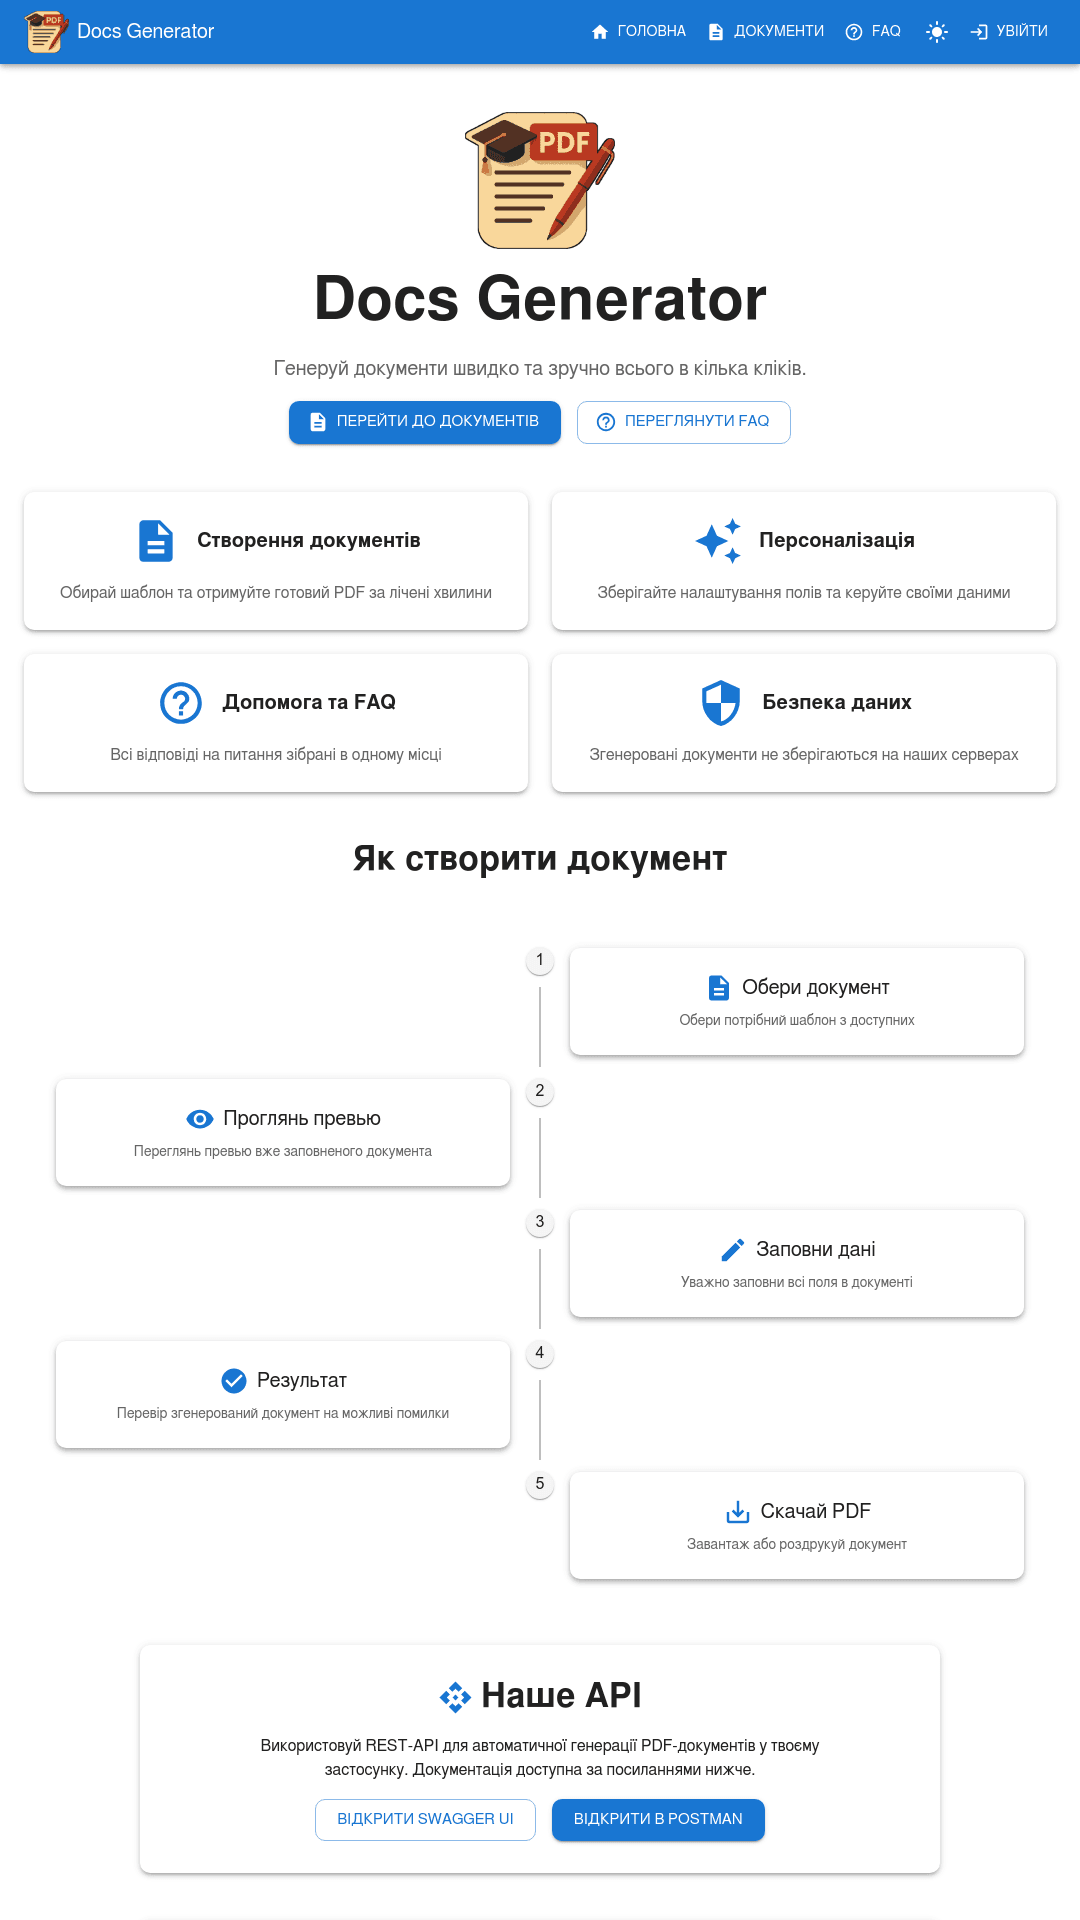 Docs Generator
ГОЛОВНА
ДОКУМЕНТИ
FAQ
УВІЙТИ
PDF
Docs Generator
Генеруй документи швидко та зручно всього в кілька кліків.
ПЕРЕЙТИ ДО ДОКУМЕНТІВ
ПЕРЕГЛЯНУТИ FAQ
Створення документів
Обирай шаблон та отримуйте готовий PDF за лічені хвилини
Персоналізація
Зберігайте налаштування полів та керуйте своїми даними
Допомога та FAQ
Всі відповіді на питання зібрані в одному місці
Безпека даних
Згенеровані документи не зберігаються на наших серверах
Як створити документ
1
Обери документ
Обери потрібний шаблон з доступних
2
Проглянь превью
Переглянь превью вже заповненого документа
3
Заповни дані
Уважно заповни всі поля в документі
4
Результат
Перевір згенерований документ на можливі помилки
5
Скачай PDF
Завантаж або роздрукуй документ
Наше API
Використовуй REST-API для автоматичної генерації PDF-документів у твоєму
застосунку. Документація доступна за посиланнями нижче.
ВІДКРИТИ SWAGGER UI
ВІДКРИТИ В POSTMAN